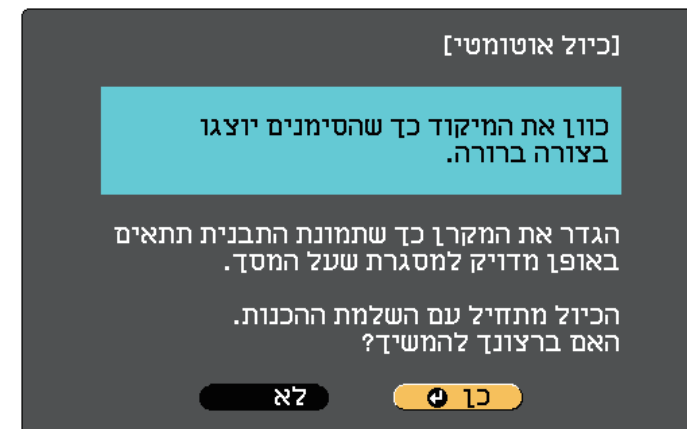 [כיול אוטומטי]
כוון את המיקוד כך שהסימנים יוצגו
בצורה ברורה.
הגדר את המקרן כך שתמונת התבנית תתאים
באופן מדויק למסגרת שעל המסך.
הכיול מתחיל עם השלמת ההכנות.
האם ברצונך להמשיך?
כן לא